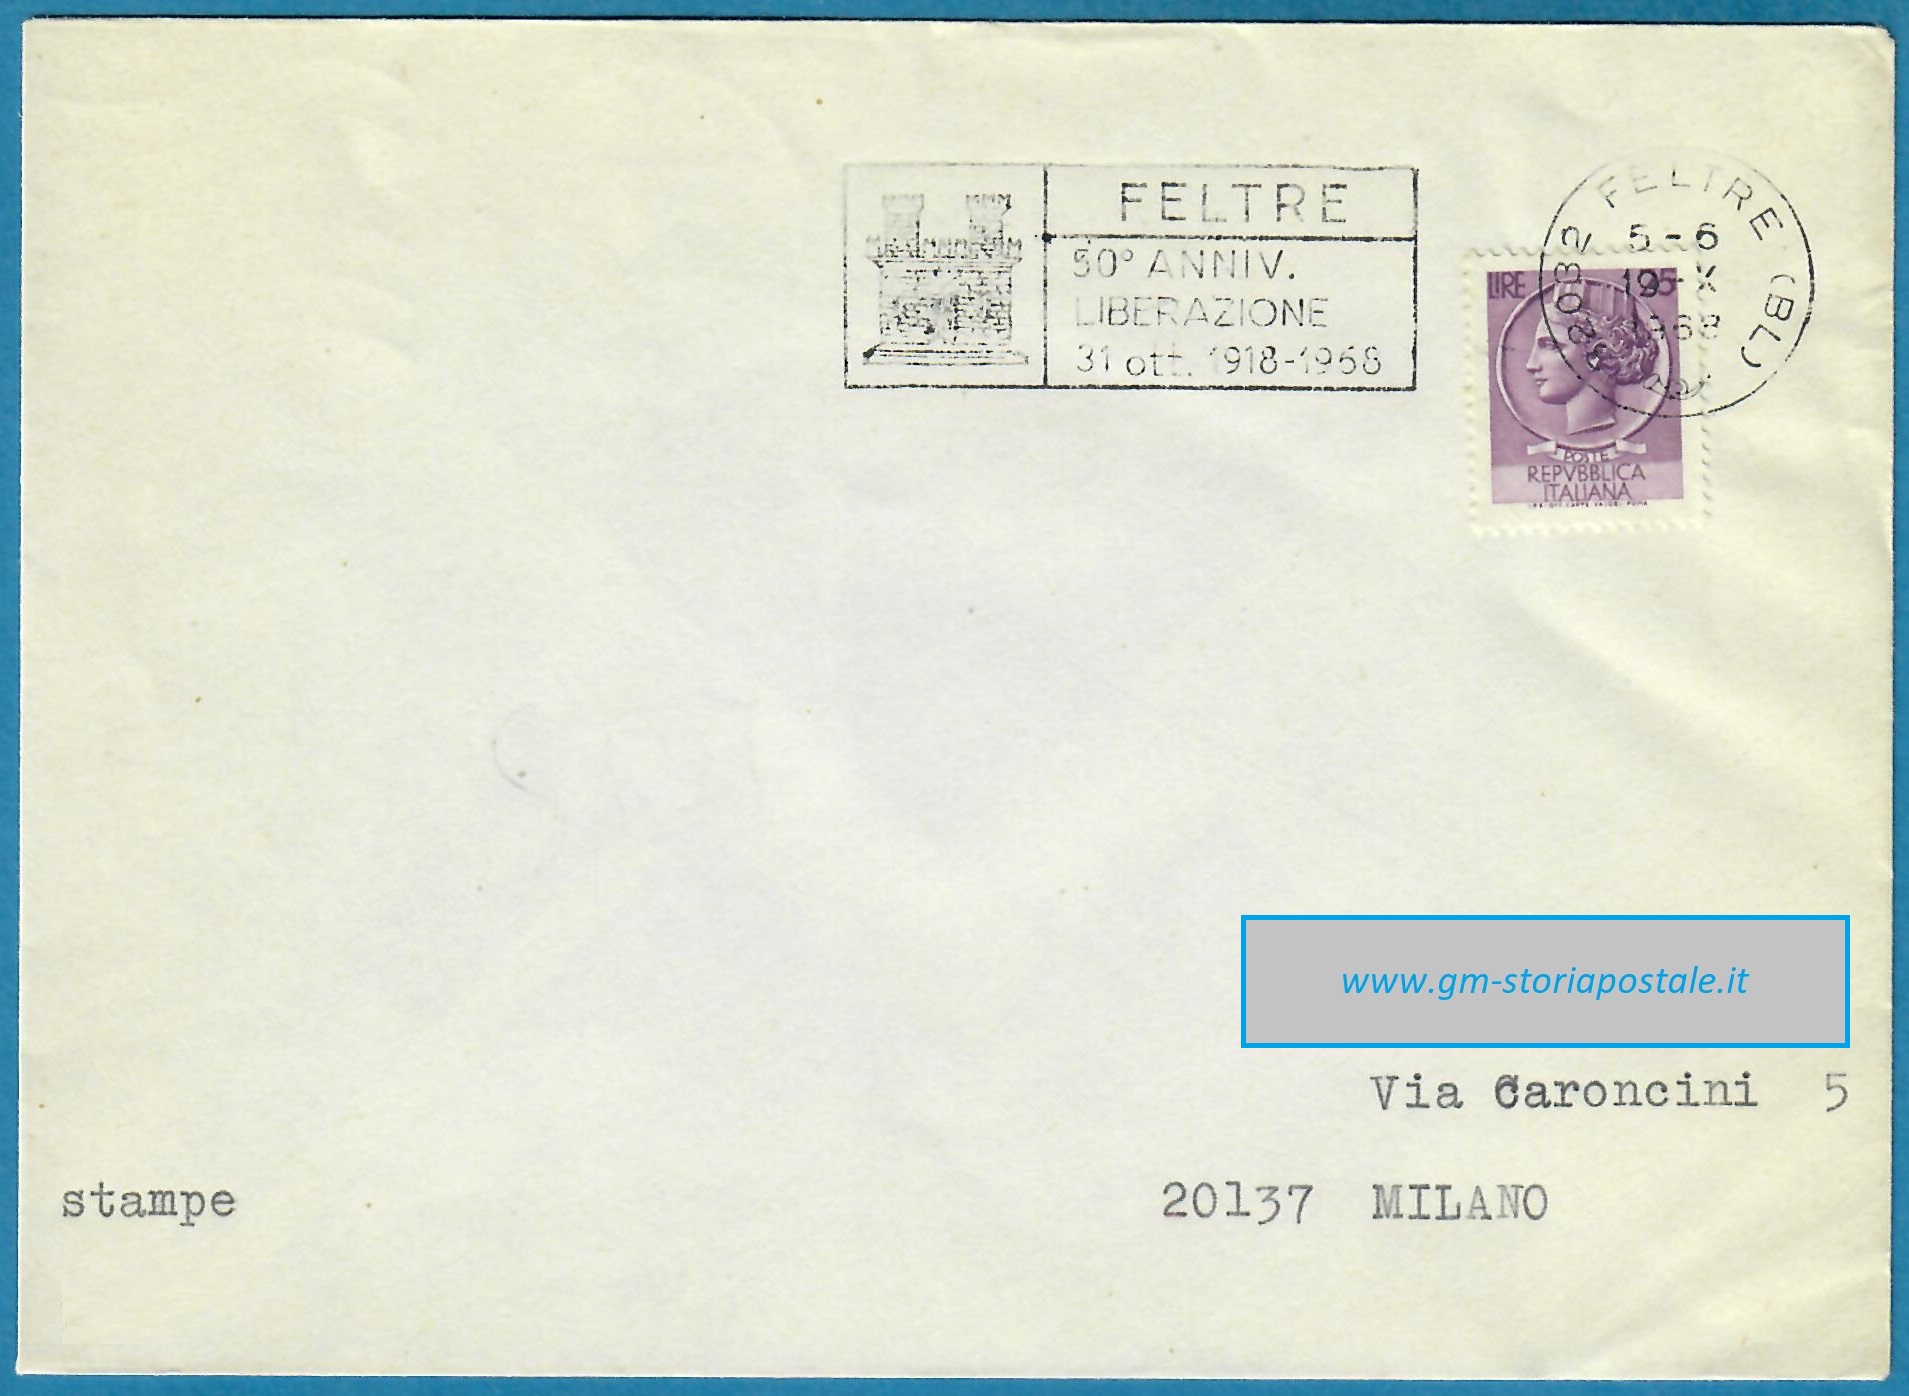 FELTRE
50° ANNIV.
LIBERAZIONE
31 ott. 1918-1968
32032 FELTRE (BL)
5-6
19-X
1968
LIRE
POSTE
REPVBBLICA
ITALIANA
www.gm-storiapostale.it
Via Caroncini 5
stampe
20137 MILANO